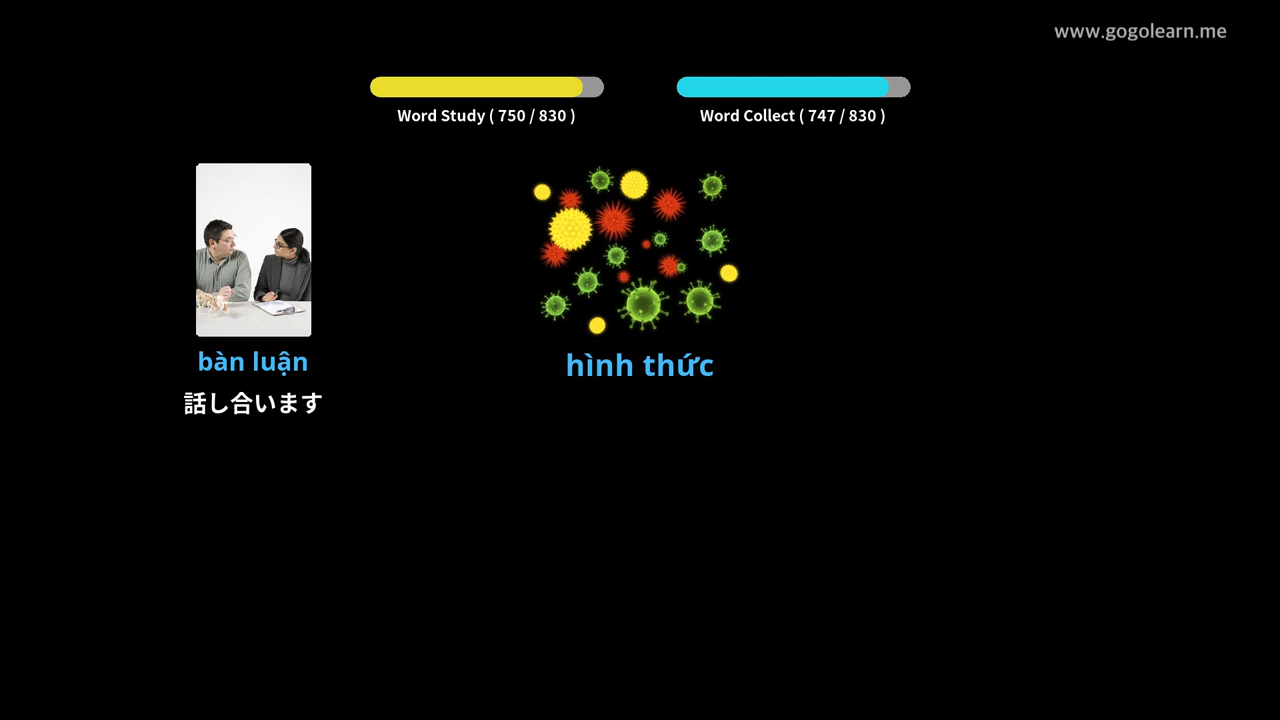 www.gogolearn.me
Word Study ( 750 / 830 )
Word Collect ( 747 / 830 )
bàn luận
話し合います
hình thức